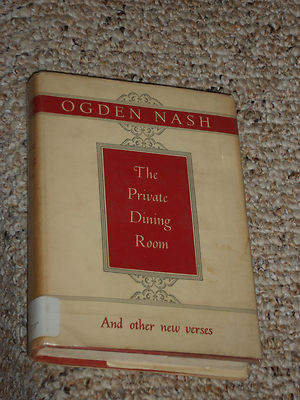 OGDEN NASH
The
Private
Dining
Room
And other new verses